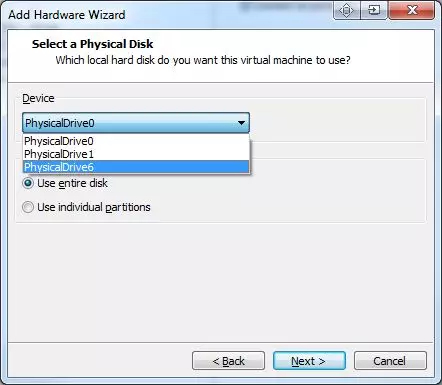 Add Hardware Wizard
Select a Physical Disk
Which local hard disk do you want this virtual machine to use?
Device
PhysicalDrive0
PhysicalDrive0
PhysicalDrive1
PhysicalDrive6
Use entire disk
Use individual partitions
< Back
Next >
Cancel